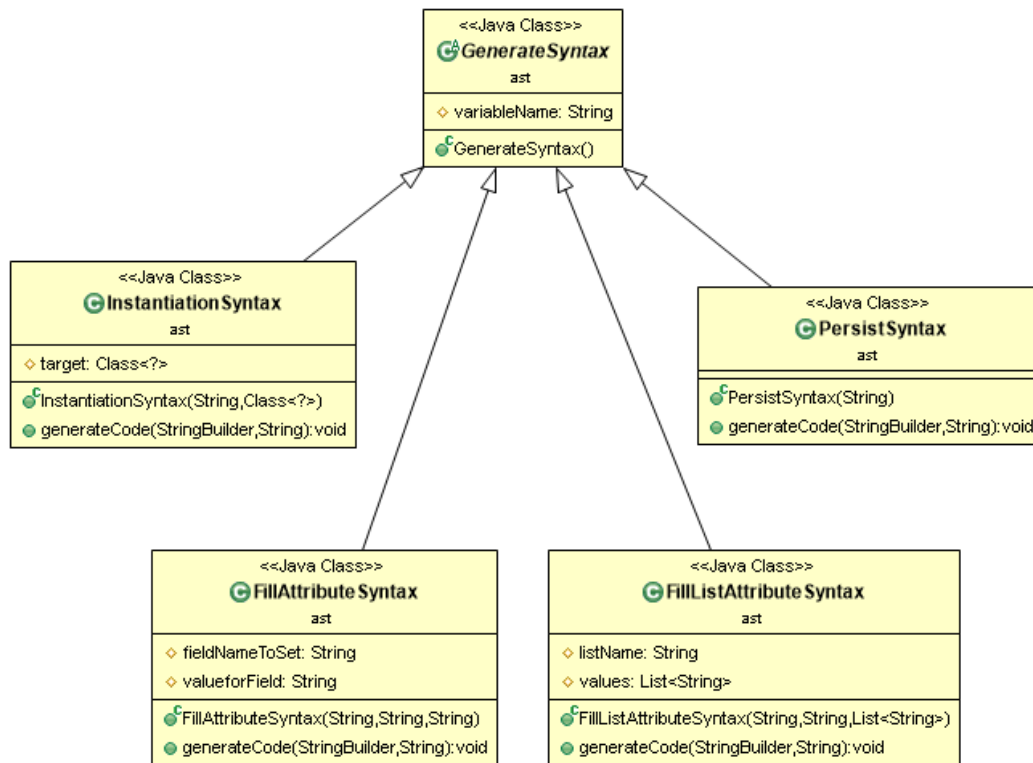 <<Java Class>>
GenerateSyntax
ast
variableName: String
GenerateSyntax()
<<Java Class>>
InstantiationSyntax
ast
target: Class<?>
InstantiationSyntax(String,Class<?>)
generateCode(StringBuilder,String):void
<<Java Class>>
PersistSyntax
ast
PersistSyntax(String)
generateCode(StringBuilder,String):void
<<Java Class>>
FillAttributeSyntax
ast
fieldNameToSet: String
valueforField: String
FillAttributeSyntax(String,String,String)
generateCode(StringBuilder,String):void
<<Java Class>>
FillListAttributeSyntax
ast
listName: String
values: List<String>
FillListAttributeSyntax(String,String,List<String>)
generateCode(StringBuilder,String):void